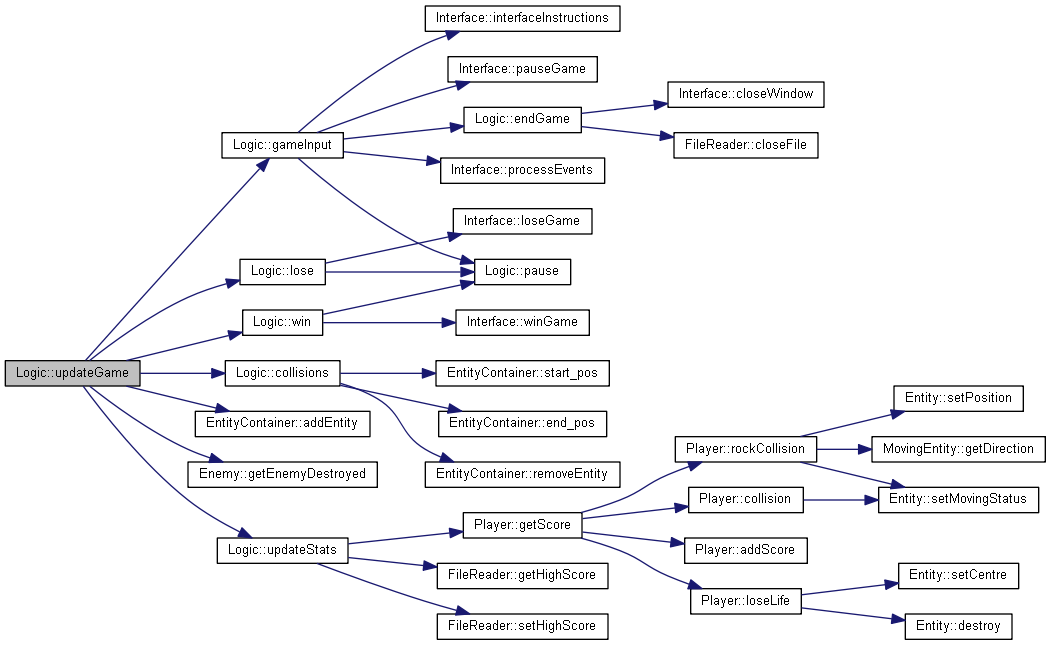 Interface::interfaceInstructions
Interface::pauseGame
Interface::closeWindow
Logic::endGame
Logic::gameInput
FileReader::closeFile
Interface::processEvents
Interface::loseGame
Logic::lose
Logic::pause
Logic::win
Interface::winGame
Logic::updateGame
Logic::collisions
EntityContainer::start_pos
Entity::setPosition
EntityContainer::addEntity
EntityContainer::end_pos
Player::rockCollision
MovingEntity::getDirection
Enemy::getEnemyDestroyed
EntityContainer::removeEntity
Player::collision
Entity::setMovingStatus
Player::getScore
Logic::updateStats
Player::addScore
FileReader::getHighScore
Entity::setCentre
Player::loseLife
FileReader::setHighScore
Entity::destroy